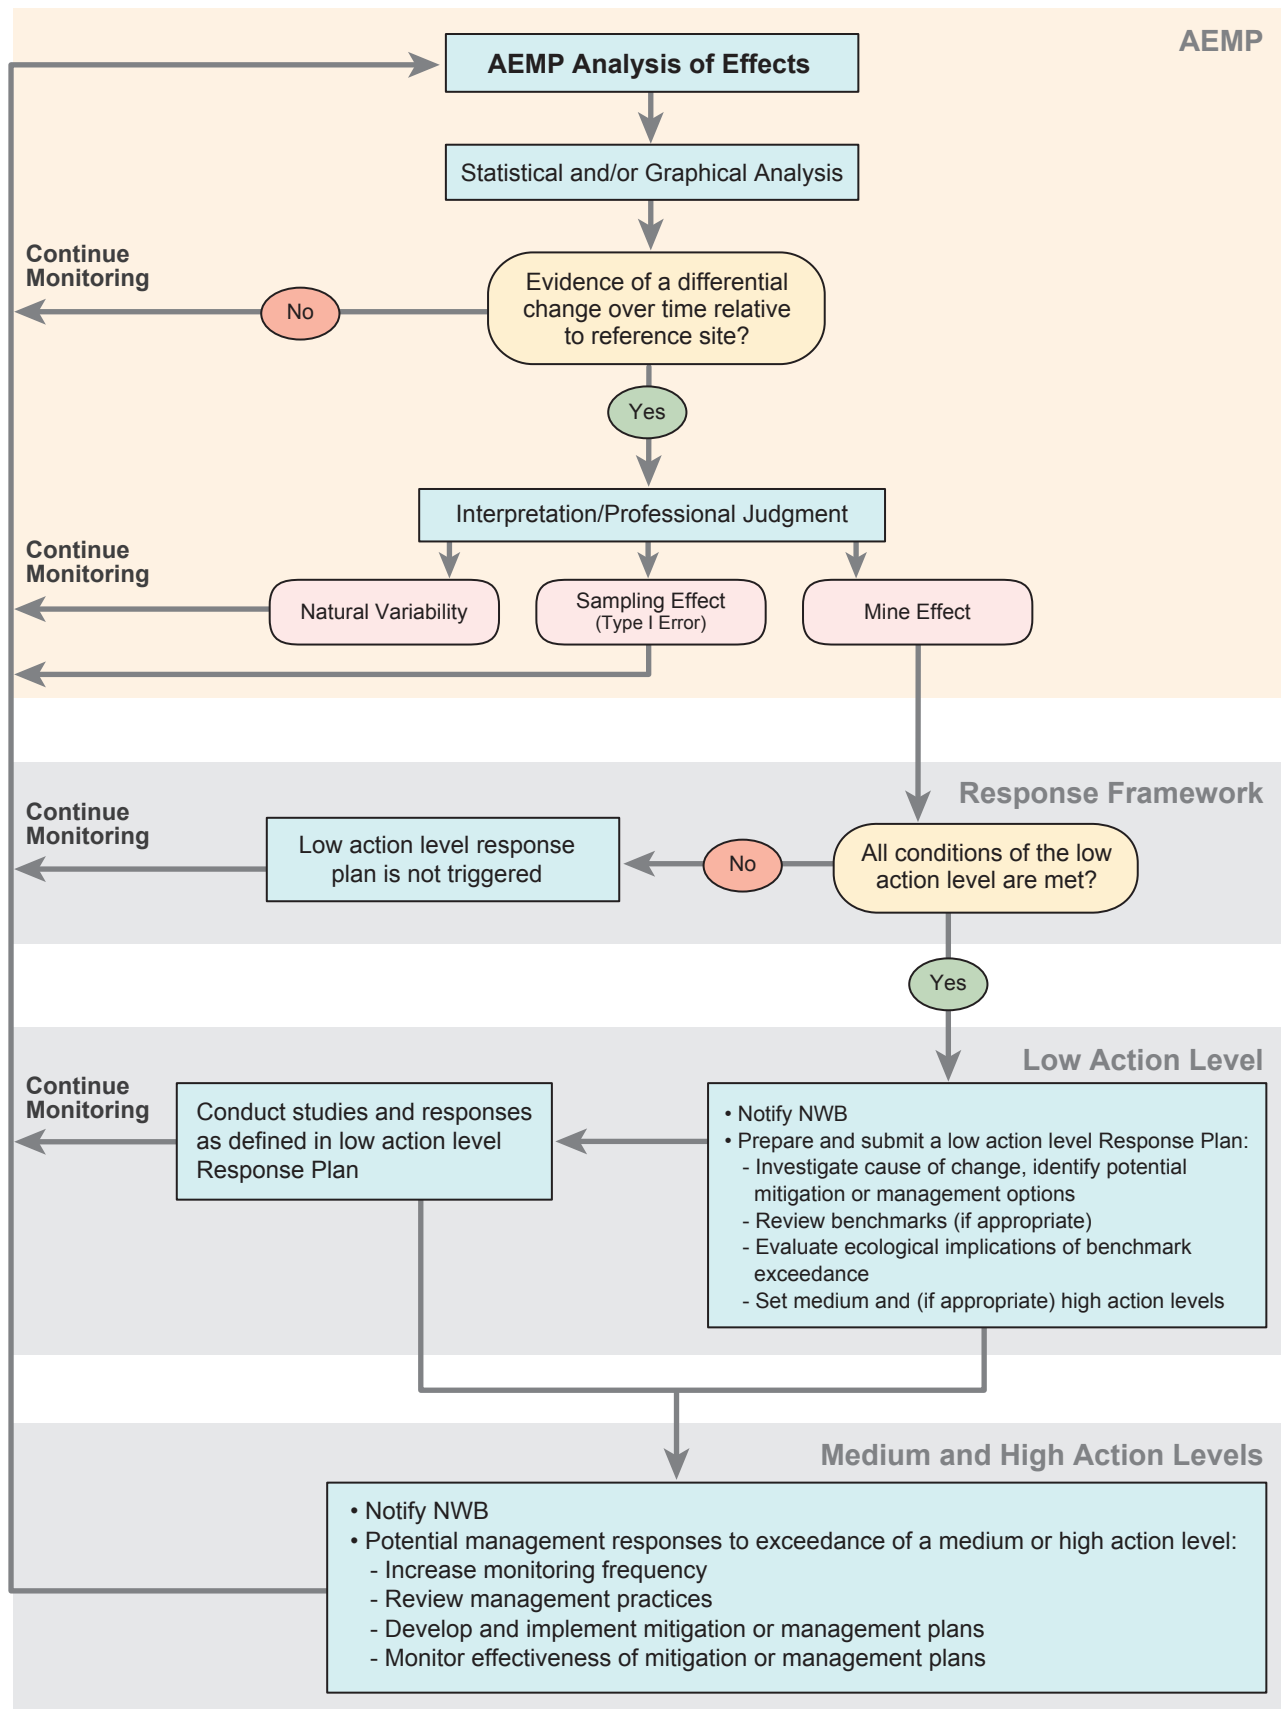 AEMP
AEMP Analysis of Effects
Statistical and/or Graphical Analysis
Continue
Monitoring
No
Evidence of a differential
change over time relative
to reference site?
Yes
Interpretation/Professional Judgment
Continue
Monitoring
Natural Variability
Sampling Effect
(Type I Error)
Mine Effect
Response Framework
Continue
Monitoring
Low action level response
plan is not triggered
No
All conditions of the low
action level are met?
Yes
Low Action Level
Continue
Monitoring
Conduct studies and responses
as defined in low action level
Response Plan
• Notify NWB
• Prepare and submit a low action level Response Plan:
- Investigate cause of change, identify potential
mitigation or management options
- Review benchmarks (if appropriate)
- Evaluate ecological implications of benchmark
exceedance
- Set medium and (if appropriate) high action levels
Medium and High Action Levels
• Notify NWB
• Potential management responses to exceedance of a medium or high action level:
- Increase monitoring frequency
- Review management practices
- Develop and implement mitigation or management plans
- Monitor effectiveness of mitigation or management plans